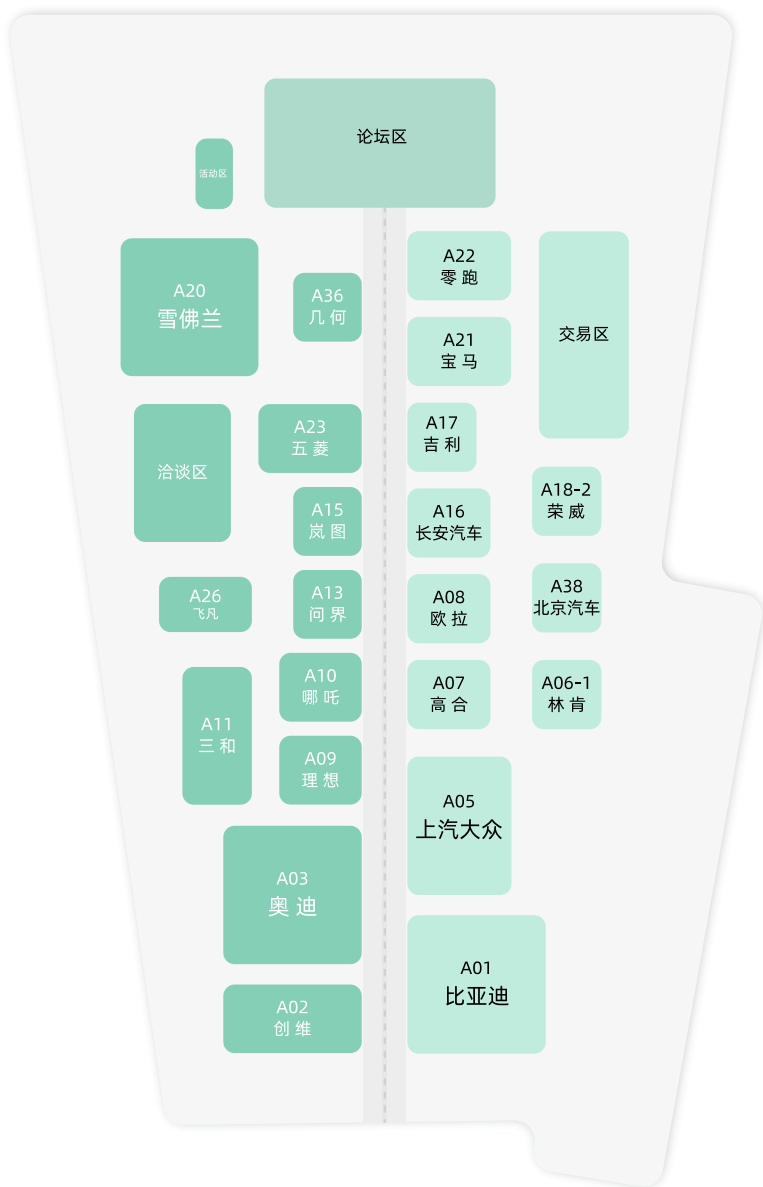 论坛区
活动区
A20
雪佛兰
A36
几 何
A22
零 跑
交易区
A21
宝 马
A23
五 菱
A17
吉 利
洽谈区
A15
岚 图
A16
长安汽车
A18-2
荣 威
A26
飞凡
A13
问 界
A08
欧 拉
A38
北京汽车
A11
三 和
A10
哪 吒
A07
高 合
A06-1
林 肯
A09
理 想
A05
上汽大众
A03
奥 迪
A01
比亚迪
A02
创 维